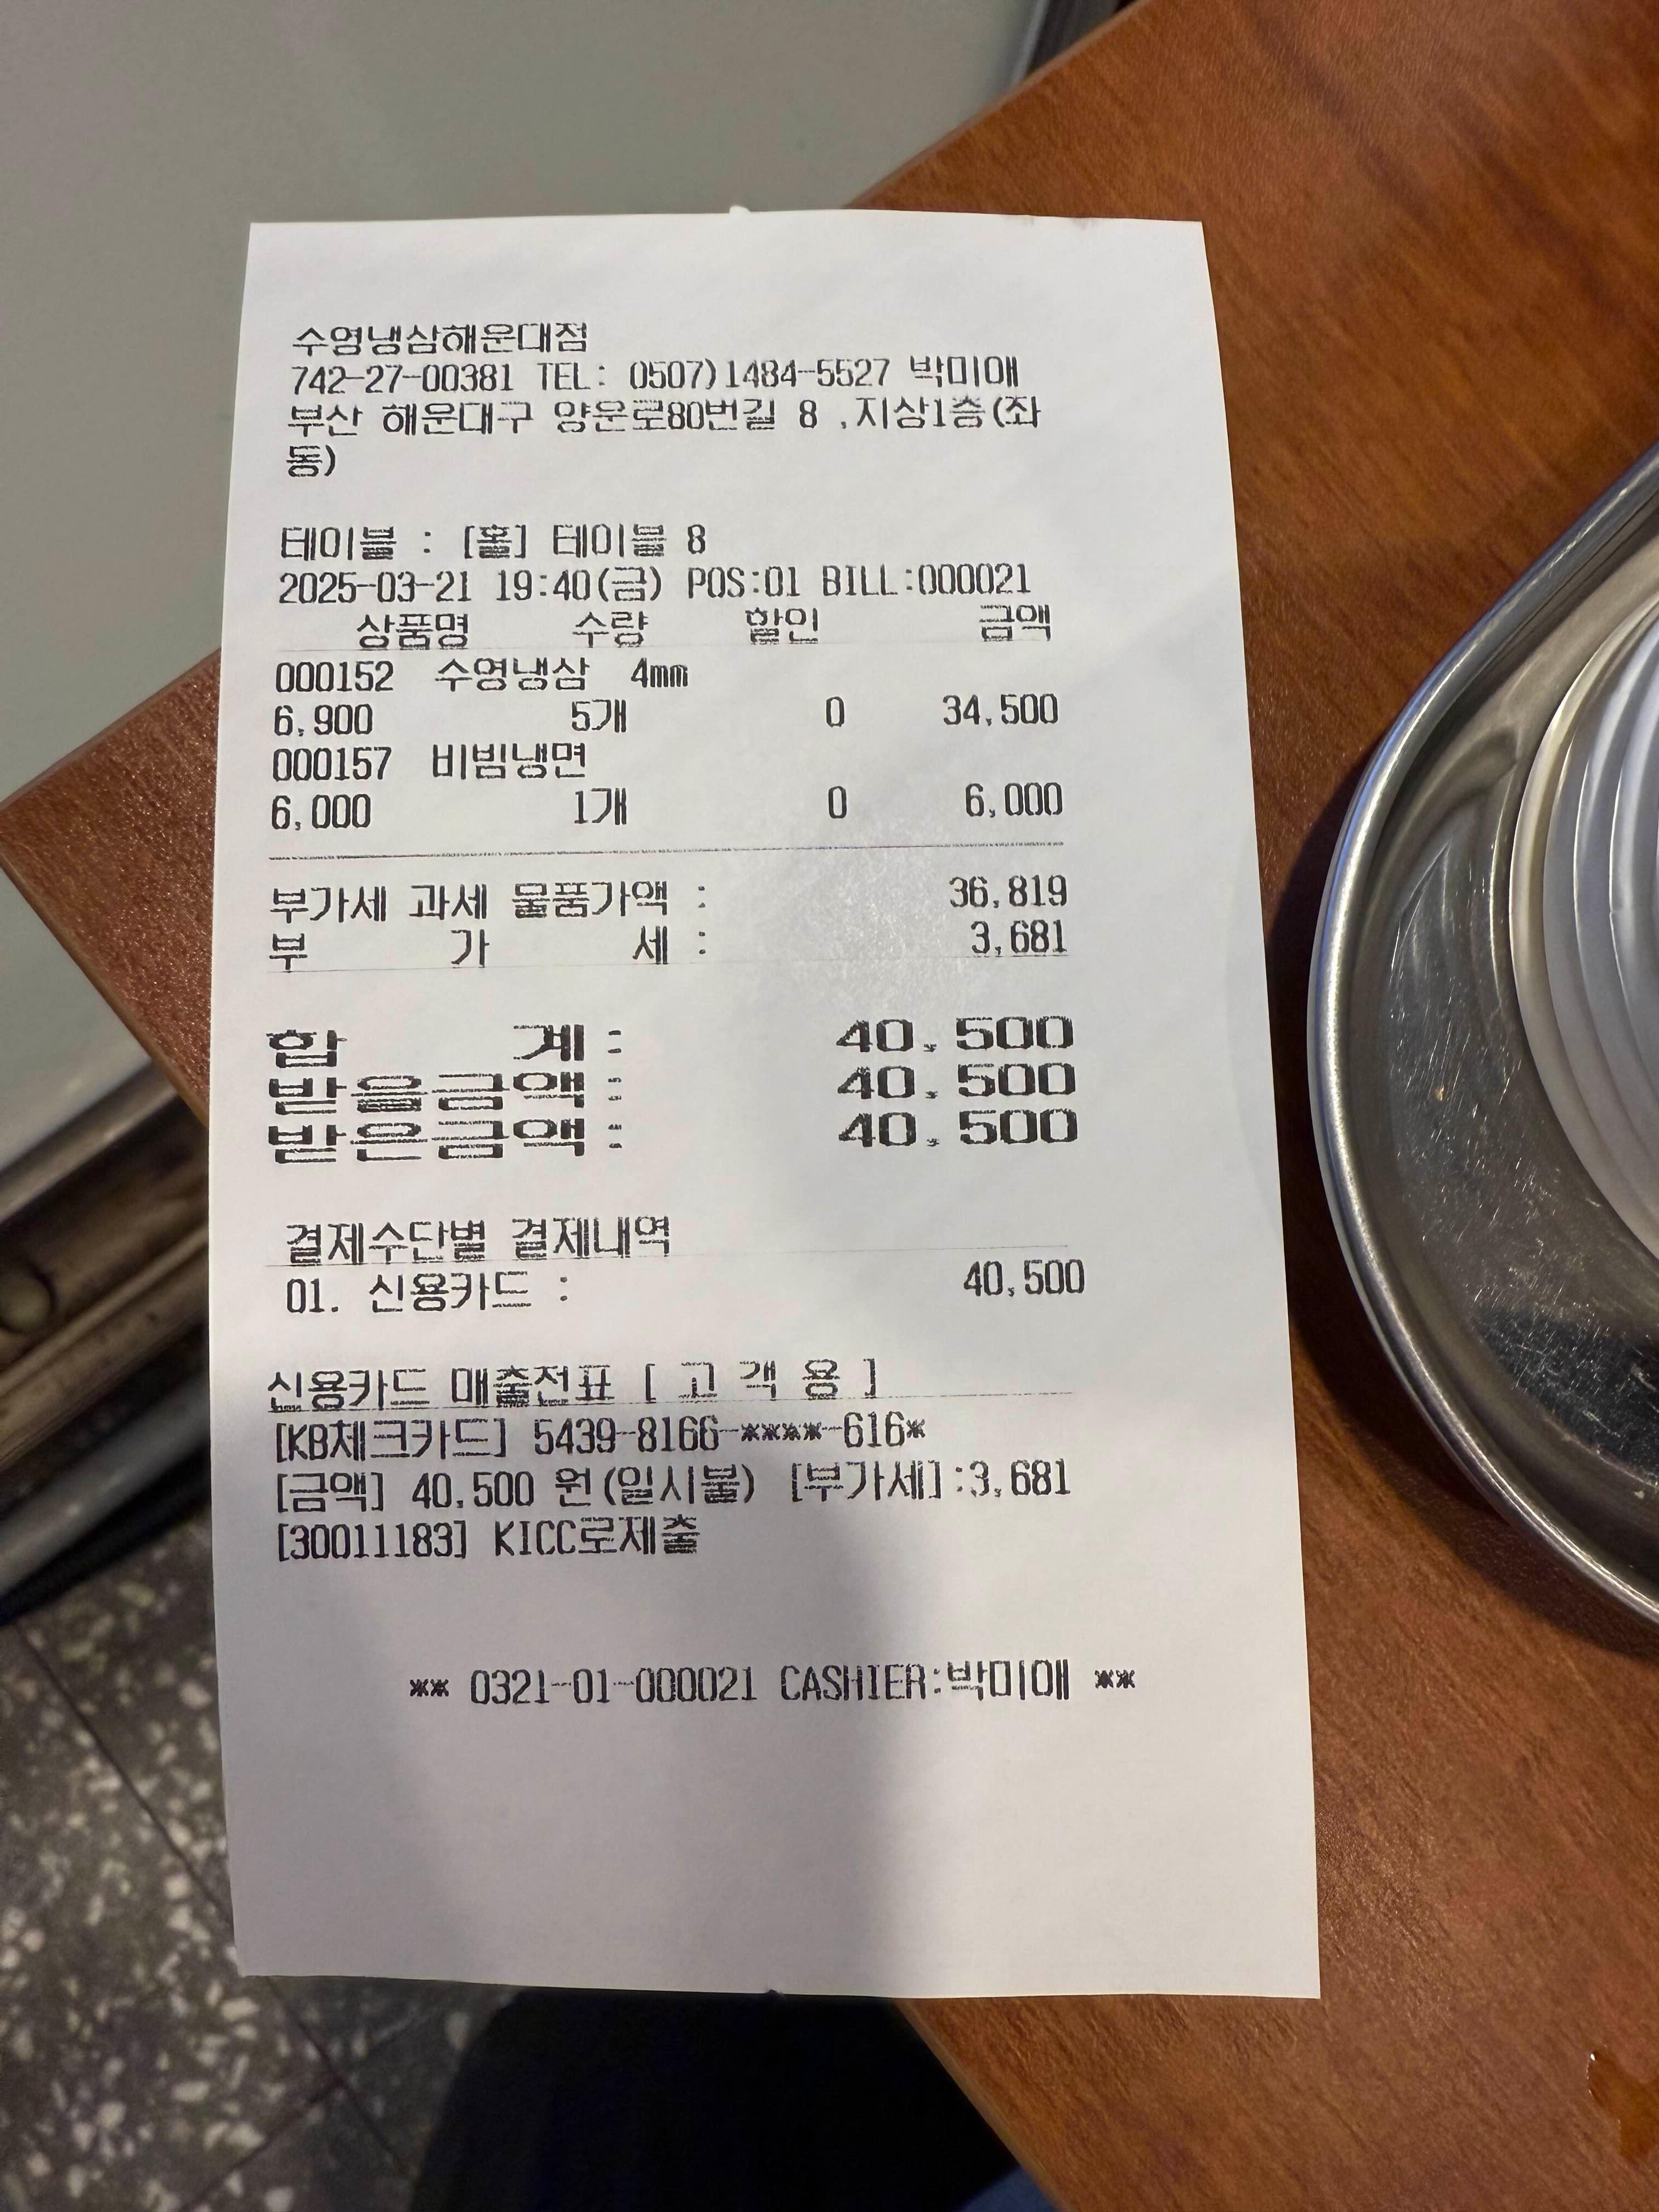 수영냉삼해운대점
742-27-00381 TEL: 0507)1484-5527 박미애
부산 해운대구 양운로80번길 8 ,지상1층(좌
동)
테이블 : [홀] 테이블 8
2025-03-21 19:40(금) POS:01 BILL:000021
상품명 수량 할인 금액
000152 수영냉삼 4mm
6,900 5개 0 34,500
000157 비빔냉면
6,000 1개 0 6,000
부가세 과세 물품가액 : 36,819
부 가 세 : 3,681
합 계 : 40,500
받을금액 : 40,500
받은금액 : 40,500
결제수단별 결제내역
01. 신용카드 : 40,500
신용카드 매출전표 [ 고 객 용 ]
[KB체크카드] 5439-8166-****-616*
[금액] 40,500 원(일시불) [부가세]:3,681
[30011183] KICC로제출
** 0321-01-000021 CASHIER:박미애 **